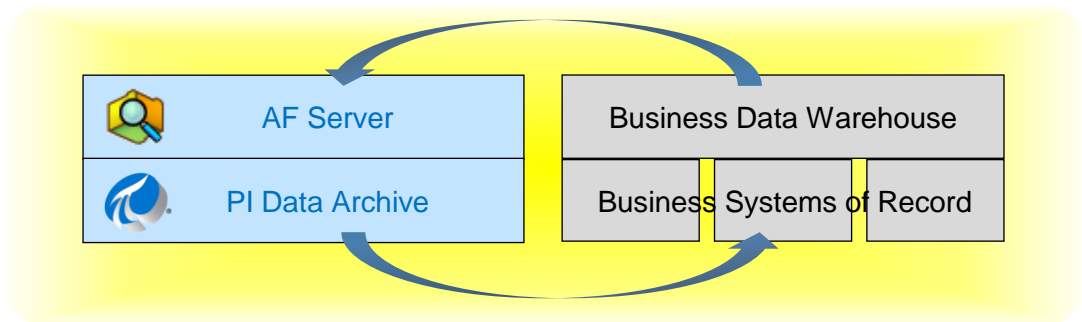 AF Server
Business Data Warehouse
PI Data Archive
Business Systems of Record